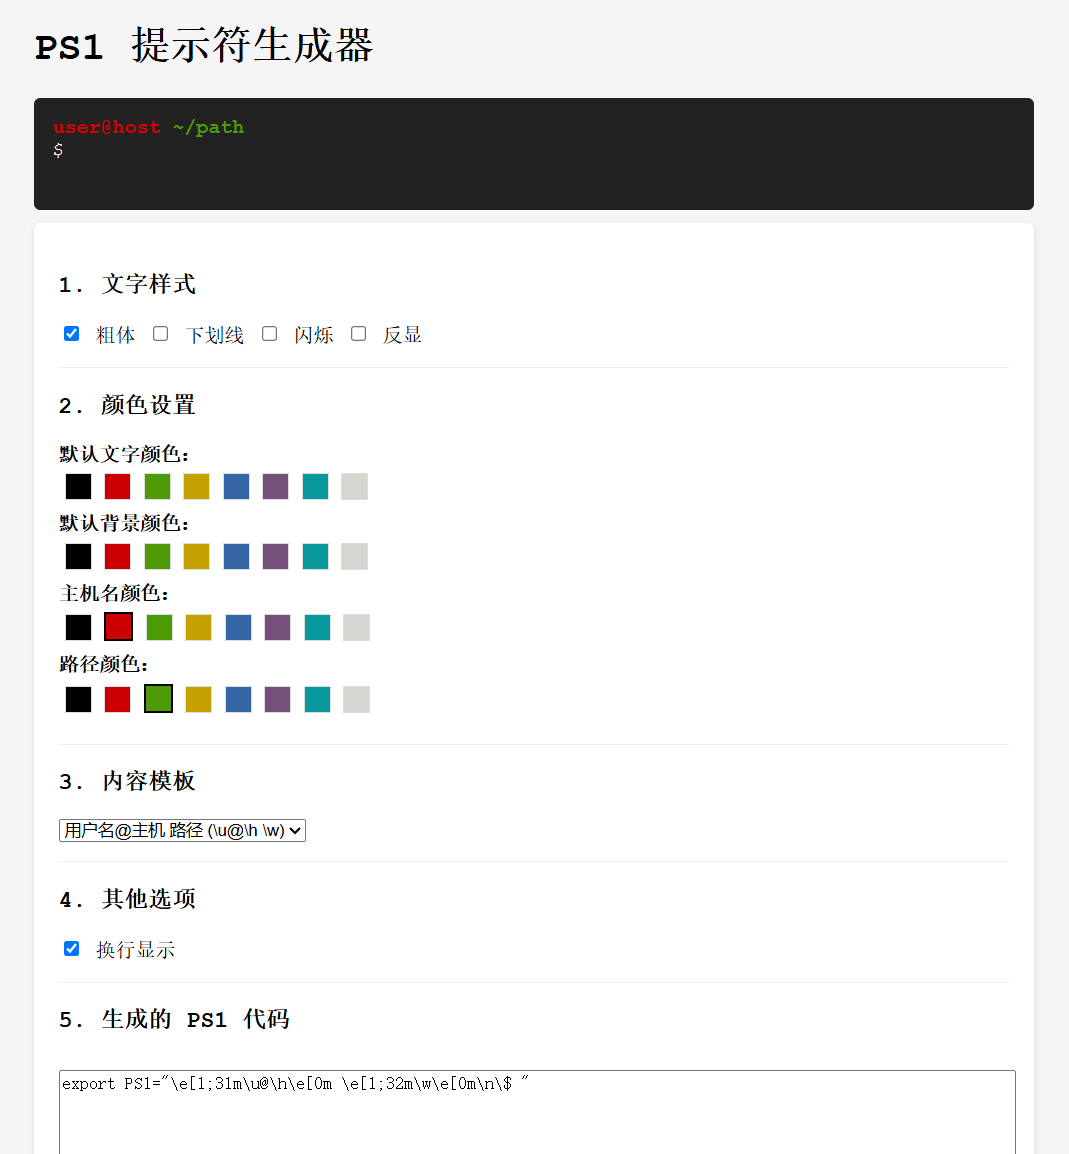 PS1 提示符生成器
user@host ~/path
$
1. 文字样式
粗体 下划线 闪烁 反显
2. 颜色设置
默认文字颜色:
默认背景颜色:
主机名颜色:
路径颜色:
3. 内容模板
用户名@主机 路径 (\u@\h \w)
4. 其他选项
换行显示
5. 生成的 PS1 代码
export PS1="\e[1;31m\u@\h\e[0m \e[1;32m\w\e[0m\n\$ "